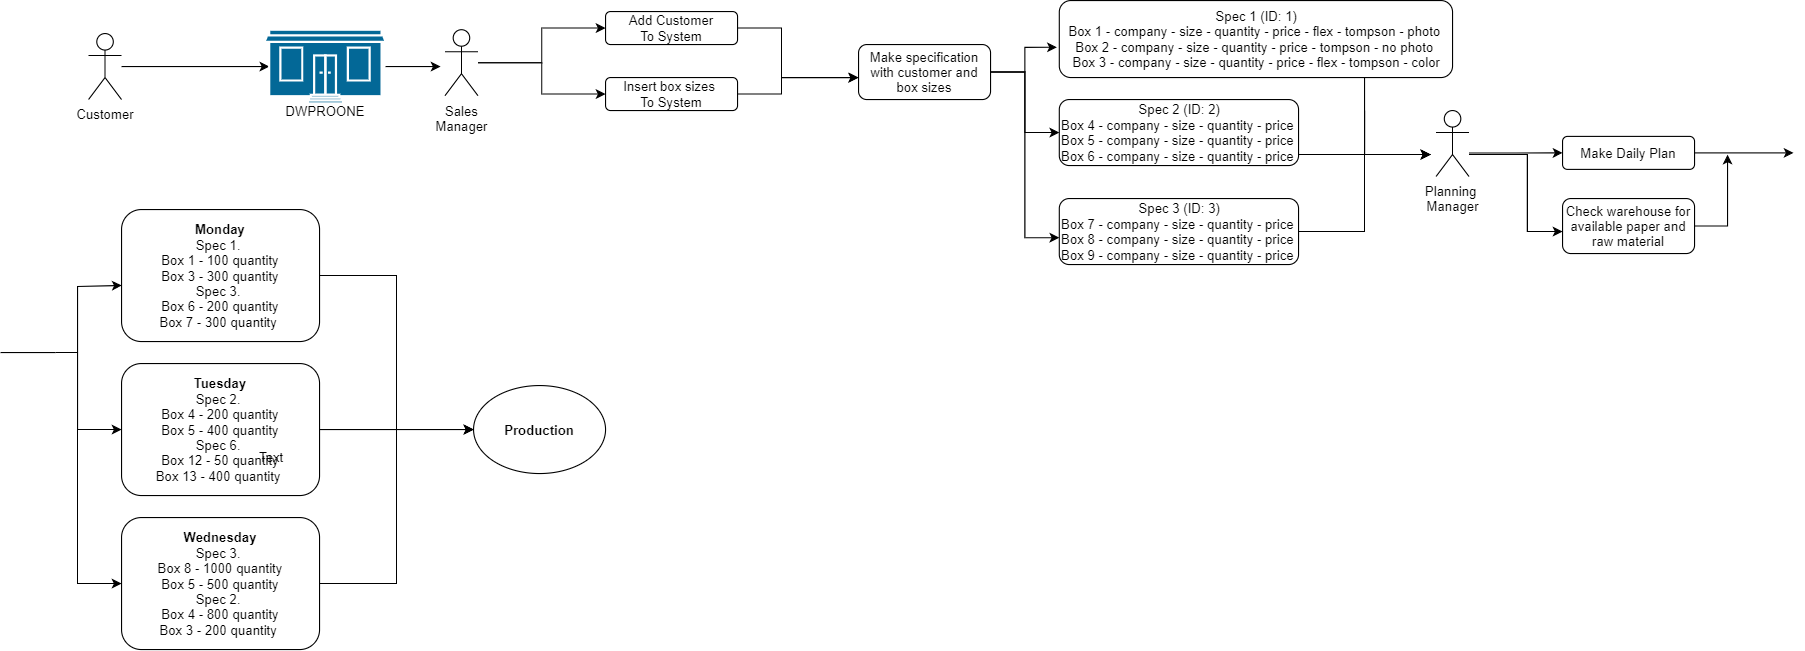 Customer
DWPROONE
Sales
Manager
Add Customer
To System
Insert box sizes
To System
Make specification
with customer and
box sizes
Spec 1 (ID: 1)
Box 1 - company - size - quantity - price - flex - tompson - photo
Box 2 - company - size - quantity - price - tompson - no photo
Box 3 - company - size - quantity - price - flex - tompson - color
Spec 2 (ID: 2)
Box 4 - company - size - quantity - price
Box 5 - company - size - quantity - price
Box 6 - company - size - quantity - price
Spec 3 (ID: 3)
Box 7 - company - size - quantity - price
Box 8 - company - size - quantity - price
Box 9 - company - size - quantity - price
Planning
Manager
Make Daily Plan
Check warehouse for
available paper and
raw material
Monday
Spec 1.
Box 1 - 100 quantity
Box 3 - 300 quantity
Spec 3.
Box 6 - 200 quantity
Box 7 - 300 quantity
Tuesday
Spec 2.
Box 4 - 200 quantity
Box 5 - 400 quantity
Spec 6.
Box 12 - 50 quantity
Text
Box 13 - 400 quantity
Wednesday
Spec 3.
Box 8 - 1000 quantity
Box 5 - 500 quantity
Spec 2.
Box 4 - 800 quantity
Box 3 - 200 quantity
Production